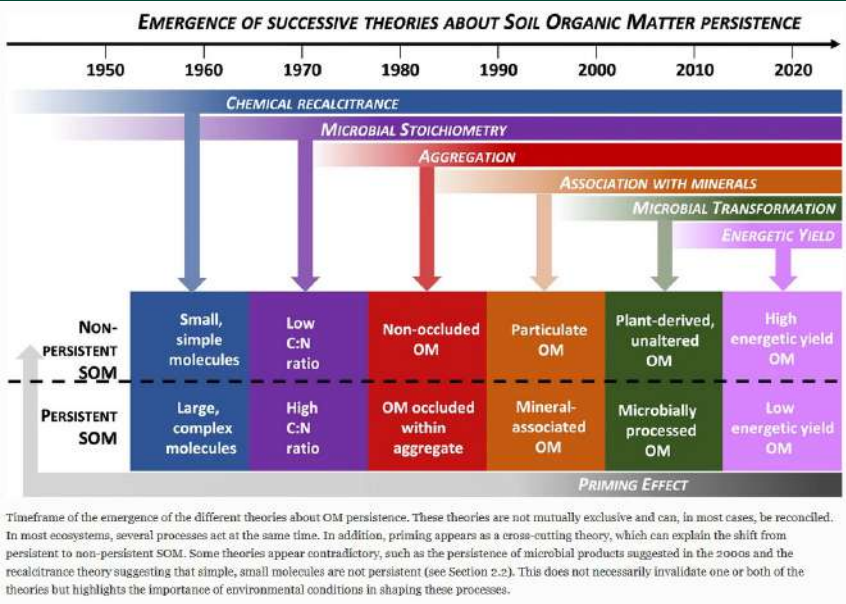 EMERGENCE OF SUCCESSIVE THEORIES ABOUT SOIL ORGANIC MATTER PERSISTENCE
1950 1960 1970 1980 1990 2000 2010 2020
CHEMICAL RECALCITRANCE
MICROBIAL STOICHIOMETRY
AGGREGATION
ASSOCIATION WITH MINERALS
MICROBIAL TRANSFORMATION
ENERGETIC YIELD
NON-
PERSISTENT
SOM
Small,
simple
molecules
Low
C:N
ratio
Non-occluded
OM
Particulate
OM
Plant-derived,
unaltered
OM
High
energetic yield
OM
PERSISTENT
SOM
Large,
complex
molecules
High
C:N
ratio
OM occluded
within
aggregate
Mineral-
associated
OM
Microbially
processed
OM
Low
energetic yield
OM
PRIMING EFFECT
Timeframe of the emergence of the different theories about OM persistence. These theories are not mutually exclusive and can, in most cases, be reconciled.
In most ecosystems, several processes act at the same time. In addition, priming appears as a cross-cutting theory, which can explain the shift from
persistent to non-persistent SOM. Some theories appear contradictory, such as the persistence of microbial products suggested in the 2000s and the
recalcitrance theory suggesting that simple, small molecules are not persistent (see Section 2.2). This does not necessarily invalidate one or both of the
theories but highlights the importance of environmental conditions in shaping these processes.